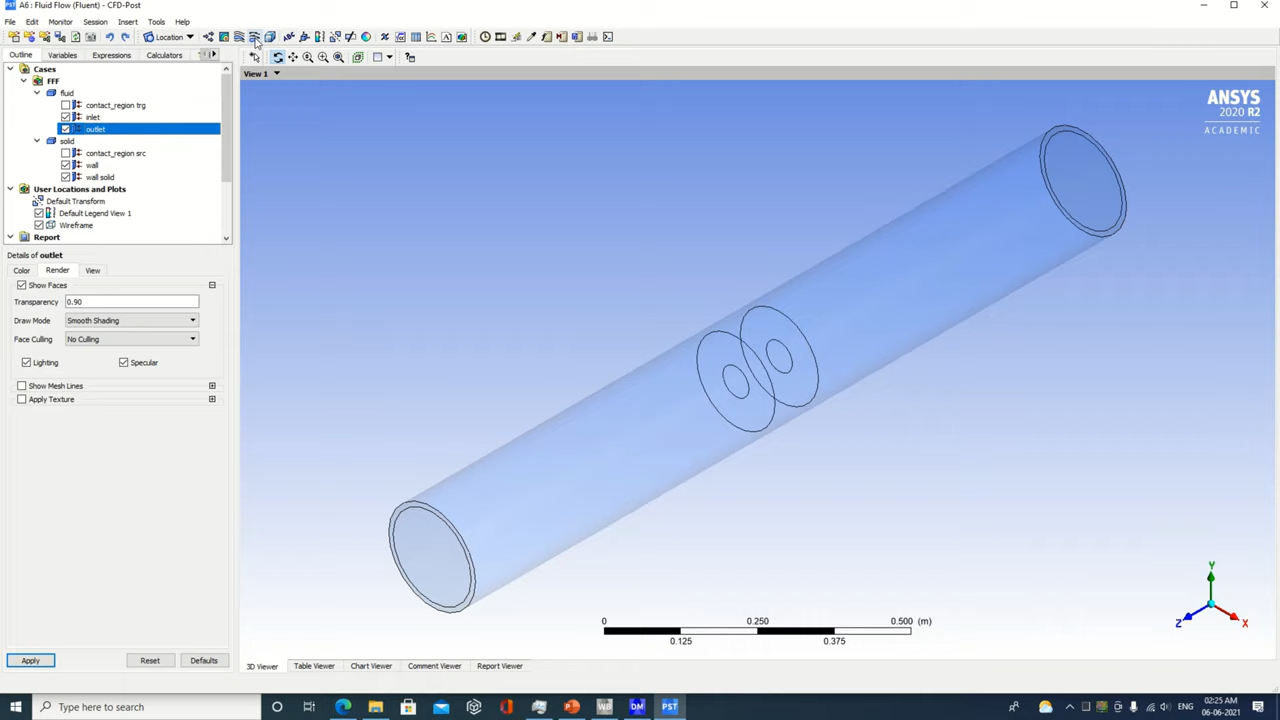 A6 : Fluid Flow (Fluent) - CFD-Post
File Edit Monitor Session Insert Tools Help
Location
Outline Variables Expressions Calculators
View 1
Cases
FFF
fluid
contact_region trg
inlet
outlet
solid
contact_region src
wall
wall solid
User Locations and Plots
Default Transform
Default Legend View 1
Wireframe
Report
ANSYS
2020 R2
ACADEMIC
Details of outlet
Color Render View
Show Faces
Transparency 0.90
Draw Mode Smooth Shading
Face Culling No Culling
Lighting Specular
Show Mesh Lines
Apply Texture
0 0.250 0.500 (m)
0.125 0.375
Y
Z X
Apply Reset Defaults
3D Viewer Table Viewer Chart Viewer Comment Viewer Report Viewer
Type here to search
ENG
02:25 AM
06-06-2021